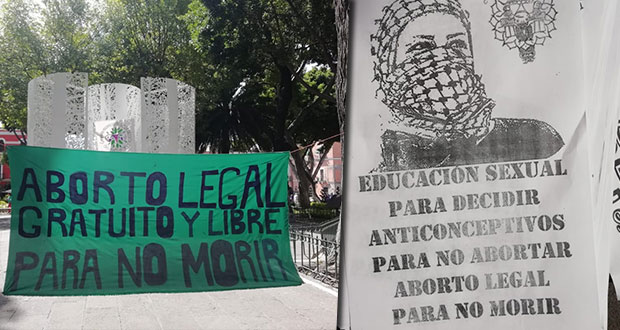 ABORTO LEGAL
GRATUITO Y LIBRE
PARA NO MORIR
EDUCACION SEXUAL
PARA DECIDIR
ANTICONCEPTIVOS
PARA NO ABORTAR
ABORTO LEGAL
PARA NO MORIR